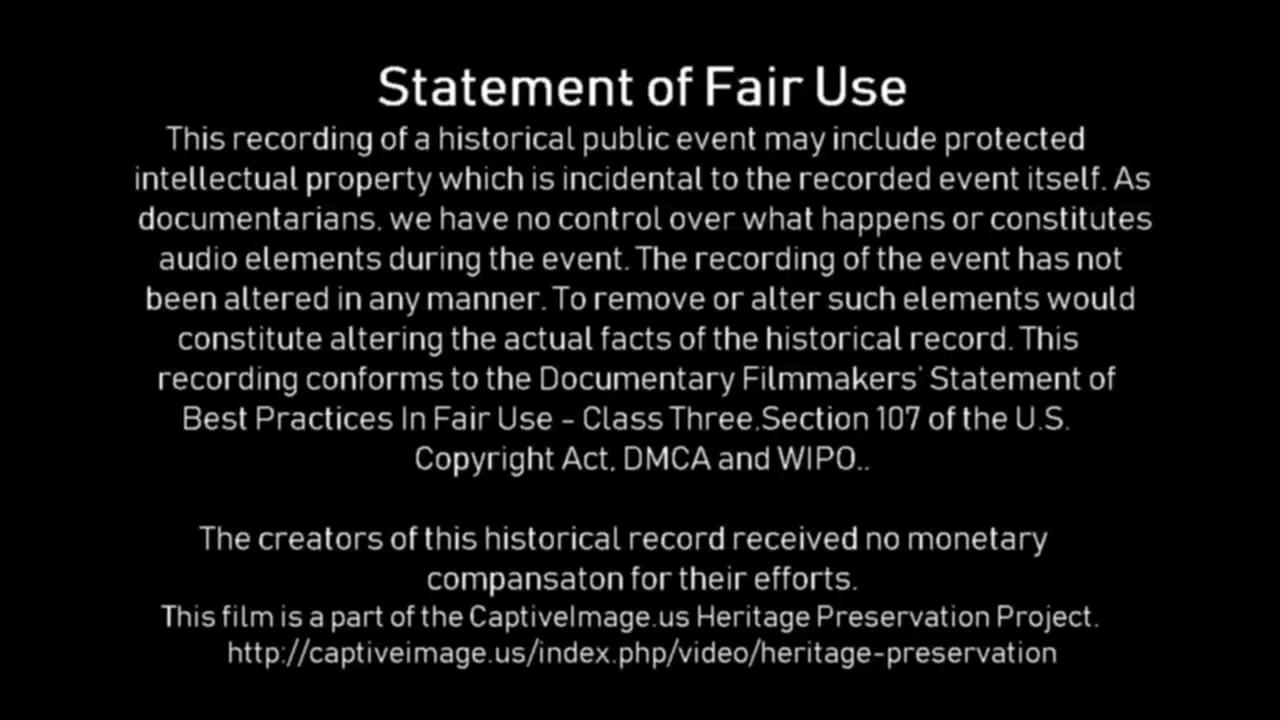 Statement of Fair Use
This recording of a historical public event may include protected
intellectual property which is incidental to the recorded event itself. As
documentarians, we have no control over what happens or constitutes
audio elements during the event. The recording of the event has not
been altered in any manner. To remove or alter such elements would
constitute altering the actual facts of the historical record. This
recording conforms to the Documentary Filmmakers' Statement of
Best Practices In Fair Use - Class Three,Section 107 of the U.S.
Copyright Act, DMCA and WIPO..
The creators of this historical record received no monetary
compansaton for their efforts.
This film is a part of the CaptiveImage.us Heritage Preservation Project.
http://captiveimage.us/index.php/video/heritage-preservation